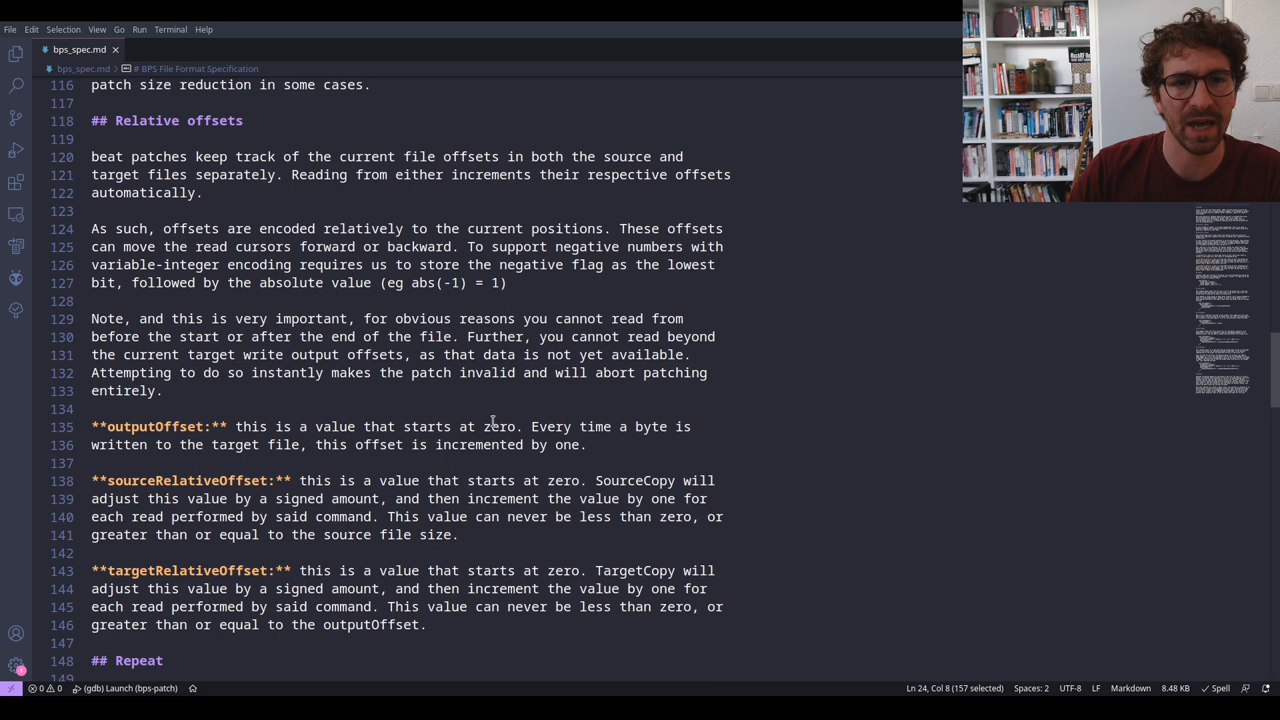 File Edit Selection View Go Run Terminal Help
bps_spec.md
bps_spec.md # BPS File Format Specification
116 patch size reduction in some cases.
117
118 ## Relative offsets
119
120 beat patches keep track of the current file offsets in both the source and
121 target files separately. Reading from either increments their respective offsets
122 automatically.
123
124 As such, offsets are encoded relatively to the current positions. These offsets
125 can move the read cursors forward or backward. To support negative numbers with
126 variable-integer encoding requires us to store the negative flag as the lowest
127 bit, followed by the absolute value (eg abs(-1) = 1)
128
129 Note, and this is very important, for obvious reasons you cannot read from
130 before the start or after the end of the file. Further, you cannot read beyond
131 the current target write output offsets, as that data is not yet available.
132 Attempting to do so instantly makes the patch invalid and will abort patching
133 entirely.
134
135 **outputOffset:** this is a value that starts at zero. Every time a byte is
136 written to the target file, this offset is incremented by one.
137
138 **sourceRelativeOffset:** this is a value that starts at zero. SourceCopy will
139 adjust this value by a signed amount, and then increment the value by one for
140 each read performed by said command. This value can never be less than zero, or
141 greater than or equal to the source file size.
142
143 **targetRelativeOffset:** this is a value that starts at zero. TargetCopy will
144 adjust this value by a signed amount, and then increment the value by one for
145 each read performed by said command. This value can never be less than zero, or
146 greater than or equal to the outputOffset.
147
148 ## Repeat
149
0 0 (gdb) Launch (bps-patch) Ln 24, Col 8 (157 selected) Spaces: 2 UTF-8 LF Markdown 8.48 KB Spell